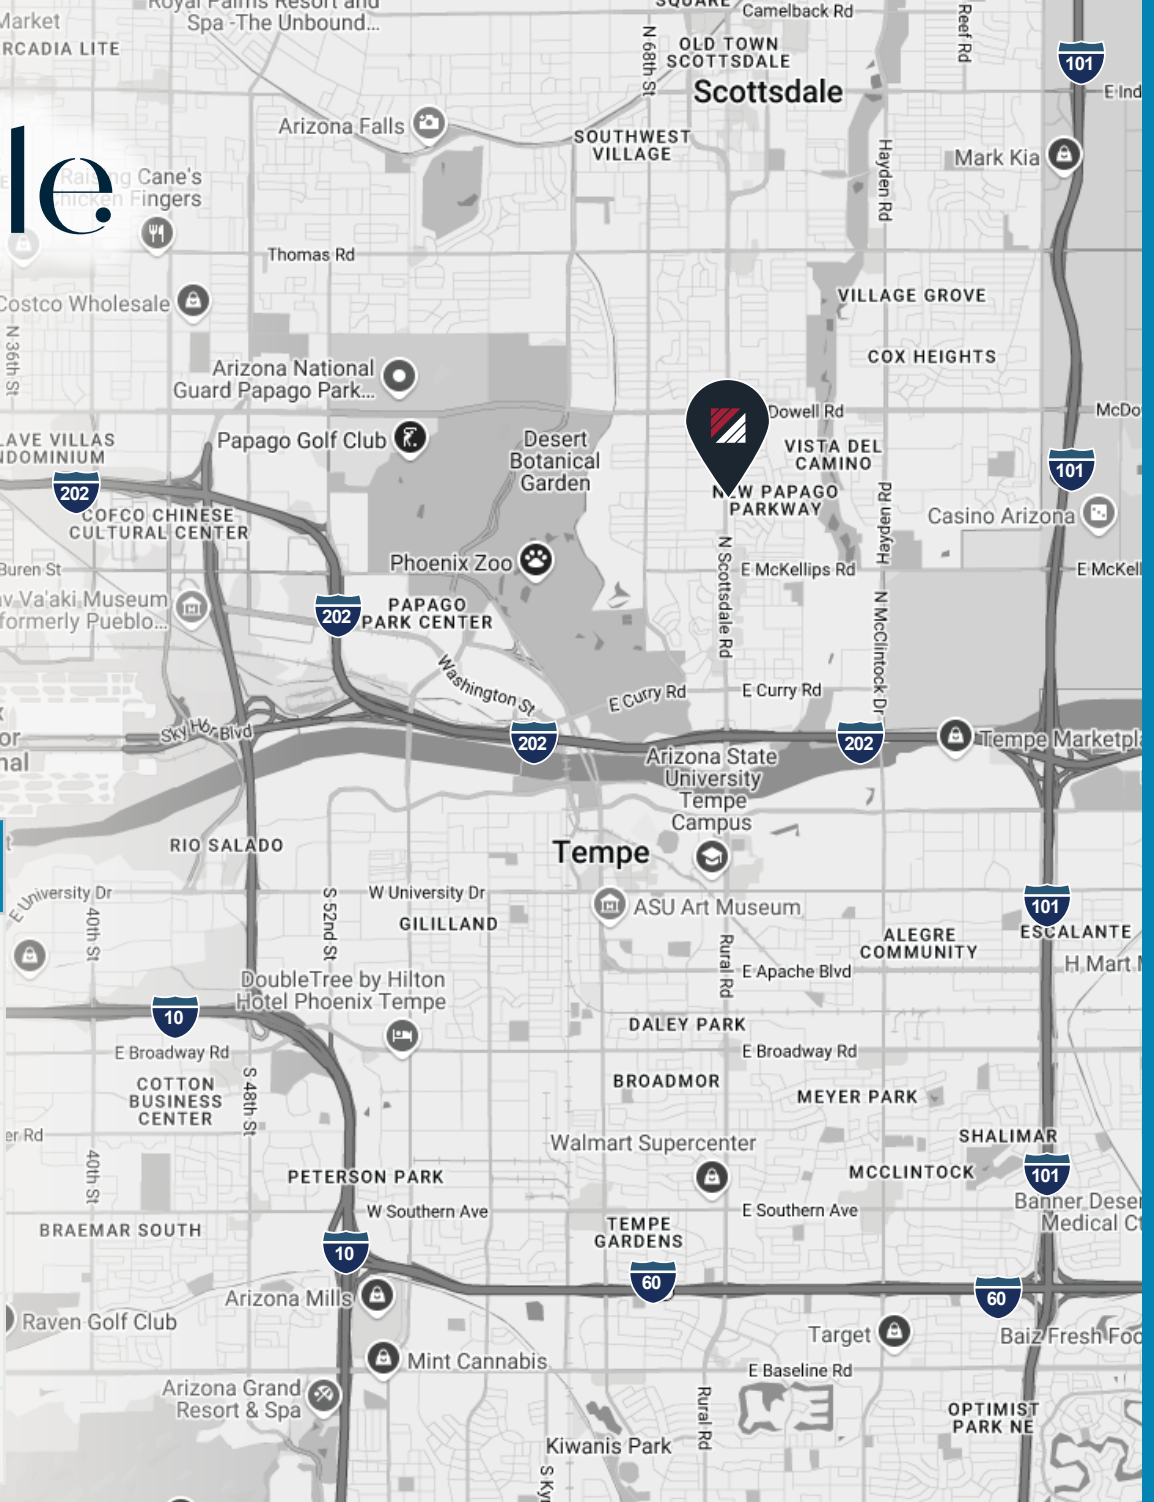 Market
Royal Palms Resort and
Spa -The Unbound...
SQUARE
Camelback Rd
Reef Rd
RCADIA LITE
N 68th St
OLD TOWN
SCOTTSDALE
Scottsdale
101
E Ind
Arizona Falls
SOUTHWEST
VILLAGE
Hayden Rd
Mark Kia
le.
Raising Cane's
Chicken Fingers
Thomas Rd
Costco Wholesale
VILLAGE GROVE
N 36th St
COX HEIGHTS
Arizona National
Guard Papago Park...
Dowell Rd
McDo
LAVE VILLAS
NDOMINIUM
Papago Golf Club
Desert
Botanical
Garden
VISTA DEL
CAMINO
101
202
NEW PAPAGO
PARKWAY
Hayden Rd
Casino Arizona
COFCO CHINESE
CULTURAL CENTER
Buren St
Phoenix Zoo
N Scottsdale Rd
E McKellips Rd
E McKell
av Va'aki Museum
formerly Pueblo...
202
PAPAGO
PARK CENTER
N McClintock Dr
Washington St
E Curry Rd
E Curry Rd
Sky Hbr Blvd
or
nal
202
202
Tempe Marketpla
Arizona State
University
Tempe
Campus
RIO SALADO
Tempe
E University Dr
40th St
S 52nd St
W University Dr
GILILLAND
ASU Art Museum
101
ESCALANTE
ALEGRE
COMMUNITY
Rural Rd
E Apache Blvd
H Mart
DoubleTree by Hilton
Hotel Phoenix Tempe
10
DALEY PARK
E Broadway Rd
E Broadway Rd
COTTON
BUSINESS
CENTER
S 48th St
BROADMOR
MEYER PARK
er Rd
Walmart Supercenter
SHALIMAR
40th St
PETERSON PARK
MCCLINTOCK
101
Banner Deser
Medical Ct
W Southern Ave
E Southern Ave
BRAEMAR SOUTH
TEMPE
GARDENS
10
60
60
Arizona Mills
Raven Golf Club
Target
Baiz Fresh Foo
Mint Cannabis
E Baseline Rd
Arizona Grand
Resort & Spa
Rural Rd
OPTIMIST
PARK NE
Kiwanis Park
S Kyr